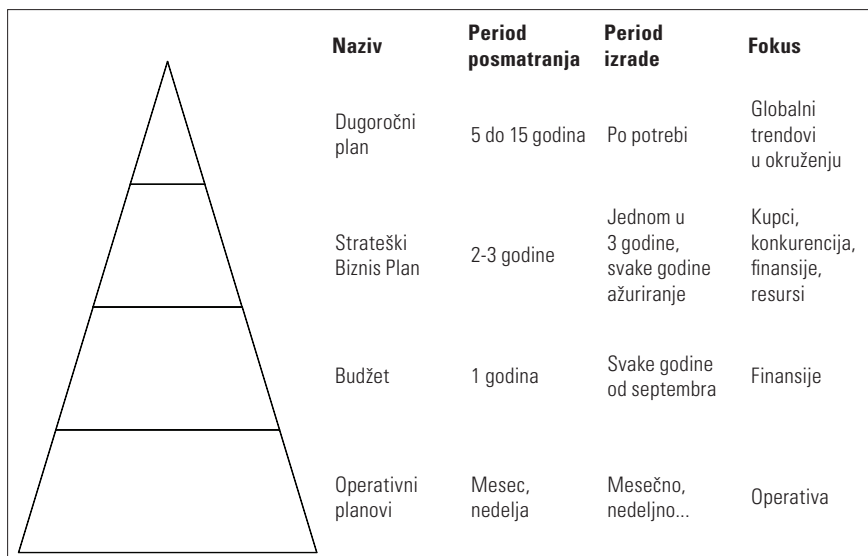 Naziv
Period
posmatranja
Period
izrade
Fokus
Dugoročni
plan
5 do 15 godina
Po potrebi
Globalni
trendovi
u okruženju
Strateški
Biznis Plan
2-3 godine
Jednom u
3 godine,
svake godine
ažuriranje
Kupci,
konkurencija,
finansije,
resursi
Budžet
1 godina
Svake godine
od septembra
Finansije
Operativni
planovi
Mesec,
nedelja
Mesečno,
nedeljno...
Operativa